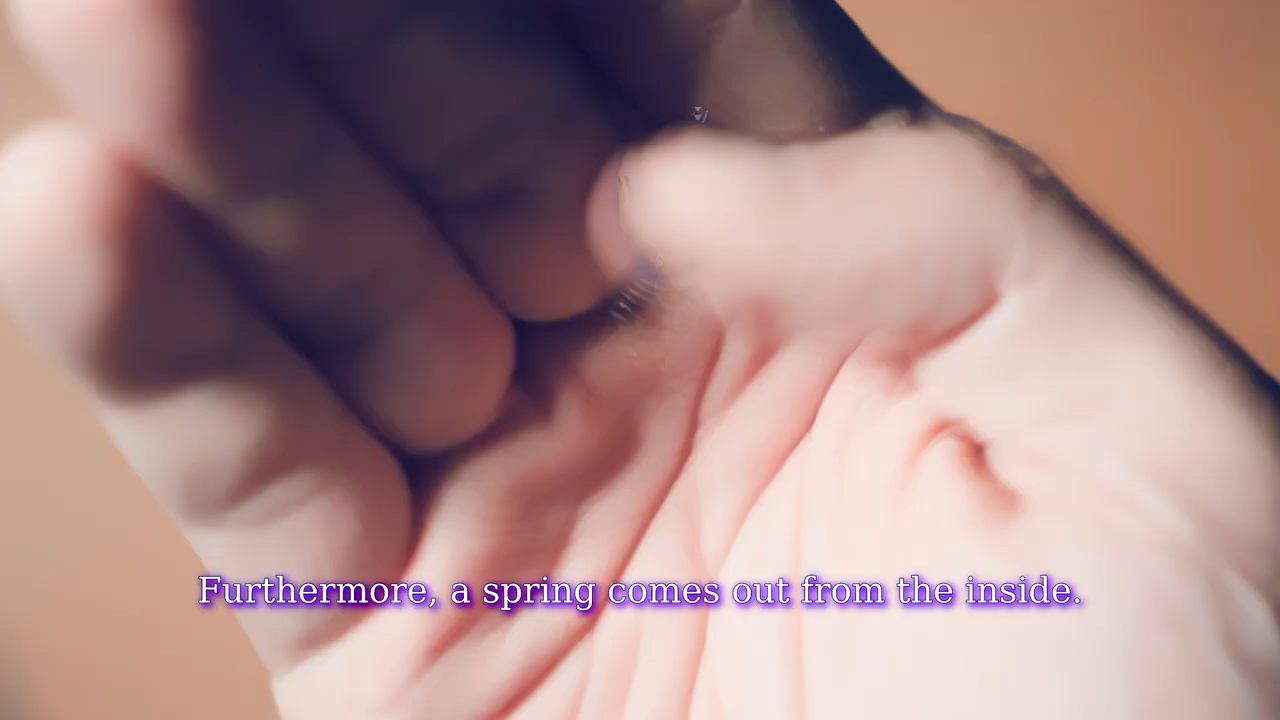 Furthermore, a spring comes out from the inside.